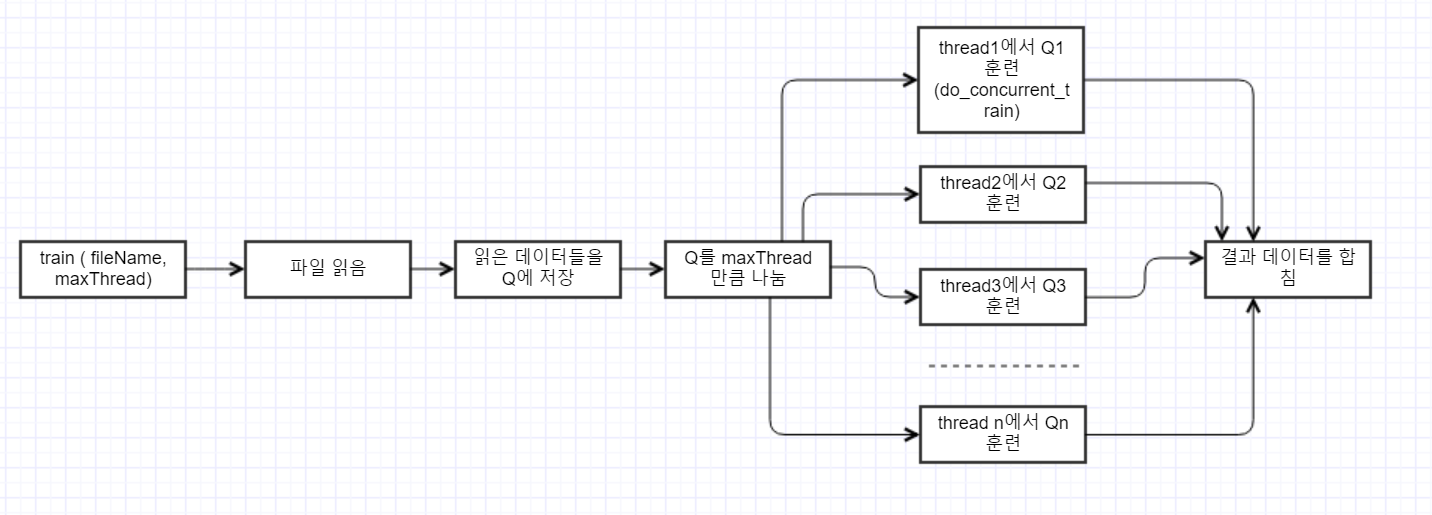 train ( fileName,
maxThread)
파일 읽음
읽은 데이터들을
Q에 저장
Q를 maxThread
만큼 나눔
thread1에서 Q1
훈련
(do_concurrent_t
rain)
thread2에서 Q2
훈련
thread3에서 Q3
훈련
thread n에서 Qn
훈련
결과 데이터를 합
침